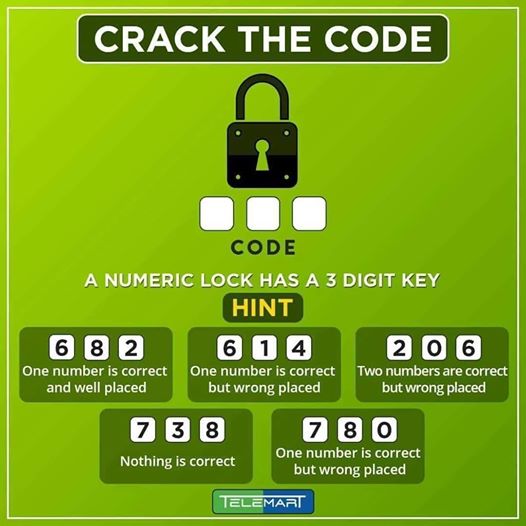 CRACK THE CODE
CODE
A NUMERIC LOCK HAS A 3 DIGIT KEY
HINT
6 8 2
One number is correct
and well placed
6 1 4
One number is correct
but wrong placed
2 0 6
Two numbers are correct
but wrong placed
7 3 8
Nothing is correct
7 8 0
One number is correct
but wrong placed
TELEMART